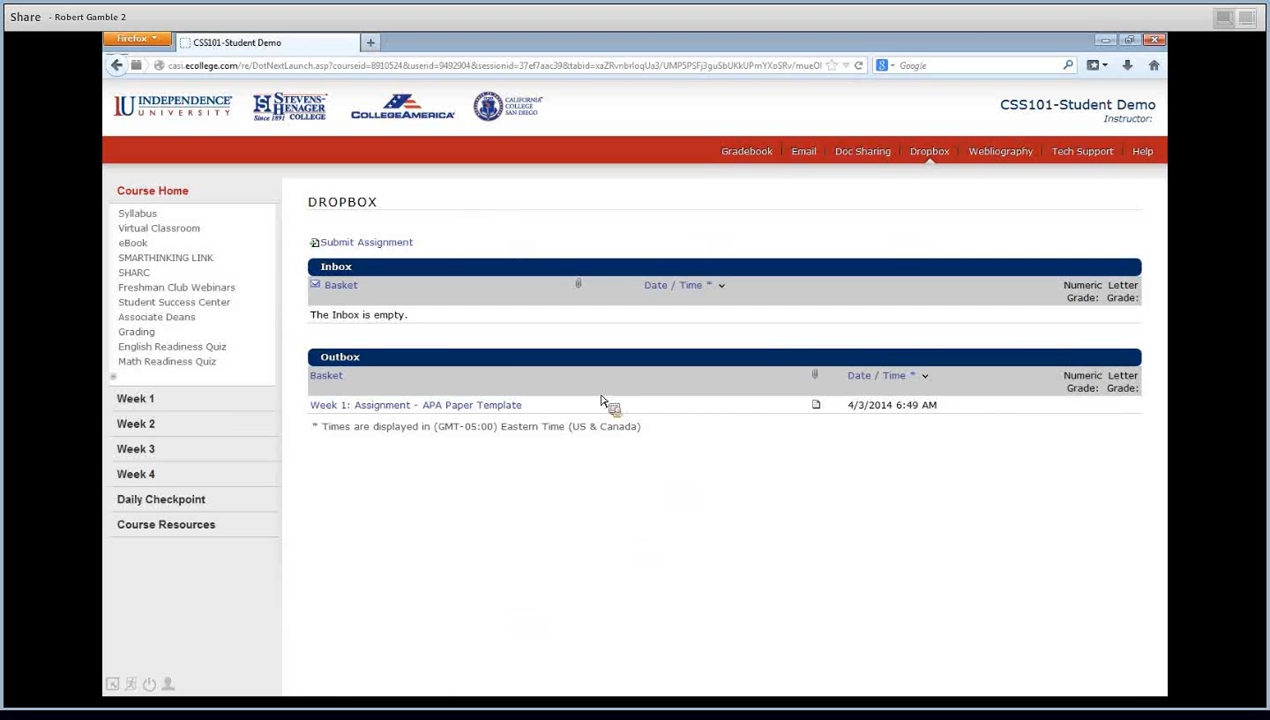 Share - Robert Gamble 2
Firefox
CSS101-Student Demo
Google
INDEPENDENCE UNIVERSITY
STEVENS-HENAGER COLLEGE Since 1891
COLLEGEAMERICA
CALIFORNIA COLLEGE SAN DIEGO
CSS101-Student Demo
Instructor:
Gradebook Email Doc Sharing Dropbox Webliography Tech Support Help
Course Home
Syllabus
Virtual Classroom
eBook
SMARTHINKING LINK
SHARC
Freshman Club Webinars
Student Success Center
Associate Deans
Grading
English Readiness Quiz
Math Readiness Quiz
Week 1
Week 2
Week 3
Week 4
Daily Checkpoint
Course Resources
DROPBOX
Submit Assignment
Inbox
Basket Date / Time * Numeric Grade: Letter Grade:
The Inbox is empty.
Outbox
Basket Date / Time * Numeric Grade: Letter Grade:
Week 1: Assignment - APA Paper Template 4/3/2014 6:49 AM
* Times are displayed in (GMT-05:00) Eastern Time (US & Canada)